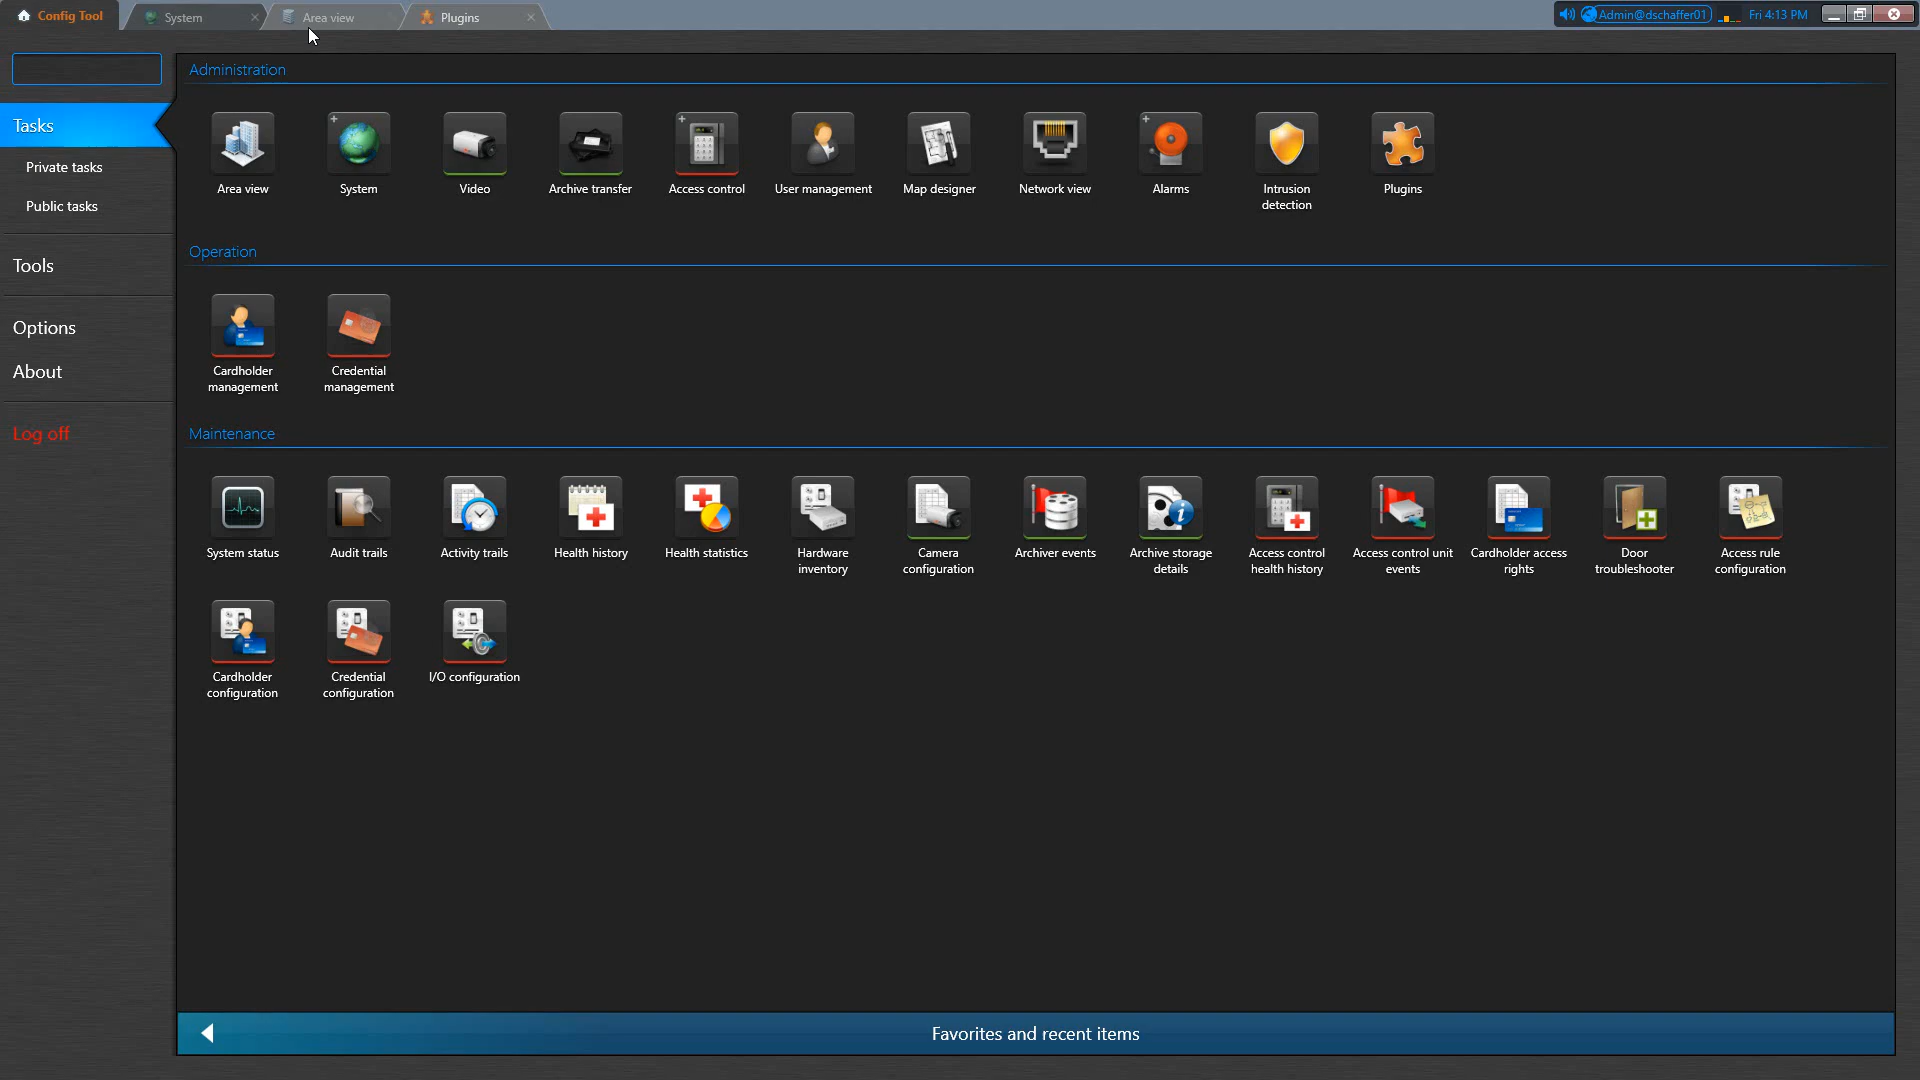 Config Tool
System
Area view
Plugins
Admin@dschaffer01
Fri 4:13 PM
Tasks
Private tasks
Public tasks
Tools
Options
About
Log off
Administration
Area view
System
Video
Archive transfer
Access control
User management
Map designer
Network view
Alarms
Intrusion
detection
Plugins
Operation
Cardholder
management
Credential
management
Maintenance
System status
Audit trails
Activity trails
Health history
Health statistics
Hardware
inventory
Camera
configuration
Archiver events
Archive storage
details
Access control
health history
Access control unit
events
Cardholder access
rights
Door
troubleshooter
Access rule
configuration
Cardholder
configuration
Credential
configuration
I/O configuration
Favorites and recent items